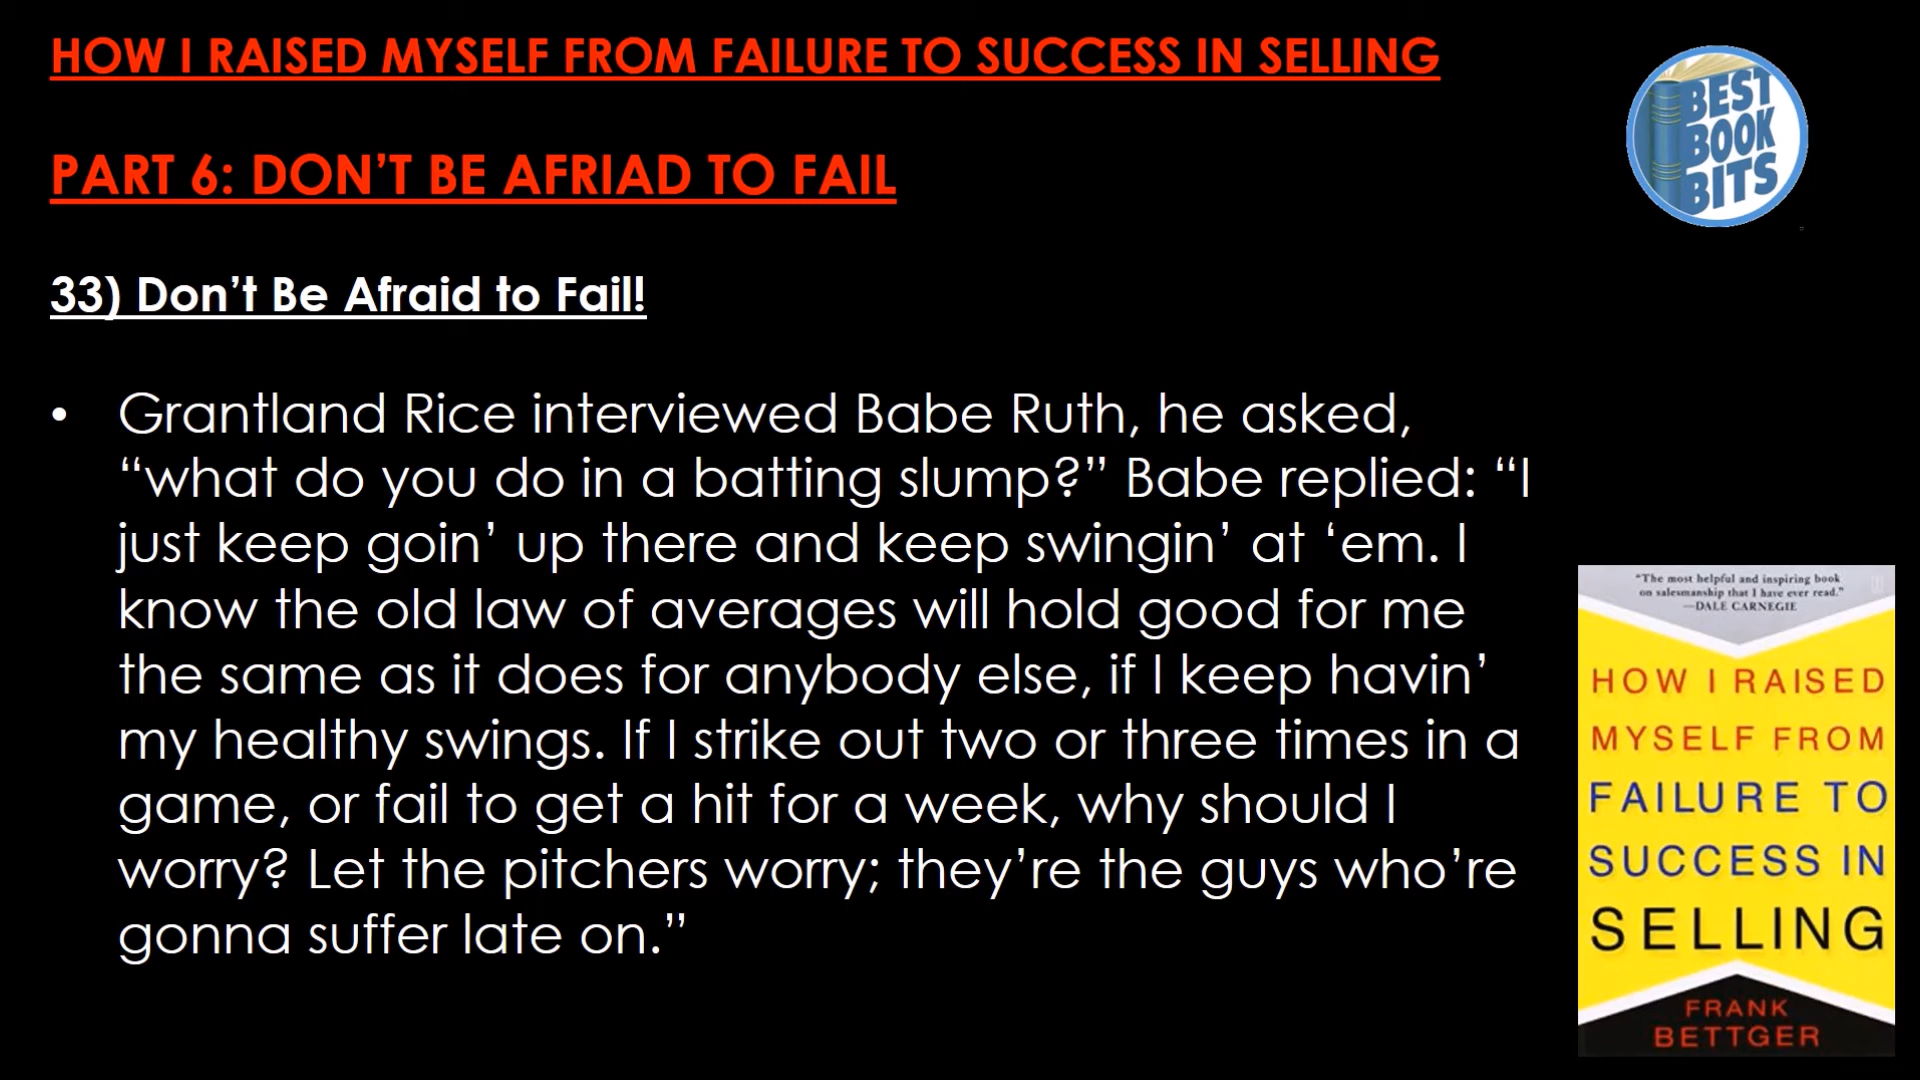 HOW I RAISED MYSELF FROM FAILURE TO SUCCESS IN SELLING
BEST
BOOK
BITS
PART 6: DON’T BE AFRIAD TO FAIL
33) Don’t Be Afraid to Fail!
• Grantland Rice interviewed Babe Ruth, he asked,
“what do you do in a batting slump?” Babe replied: “I
just keep goin’ up there and keep swingin’ at ‘em. I
know the old law of averages will hold good for me
the same as it does for anybody else, if I keep havin’
my healthy swings. If I strike out two or three times in a
game, or fail to get a hit for a week, why should I
worry? Let the pitchers worry; they’re the guys who’re
gonna suffer late on.”
“The most helpful and inspiring book
on salesmanship that I have ever read.”
—DALE CARNEGIE
HOW I RAISED
MYSELF FROM
FAILURE TO
SUCCESS IN
SELLING
FRANK
BETTGER